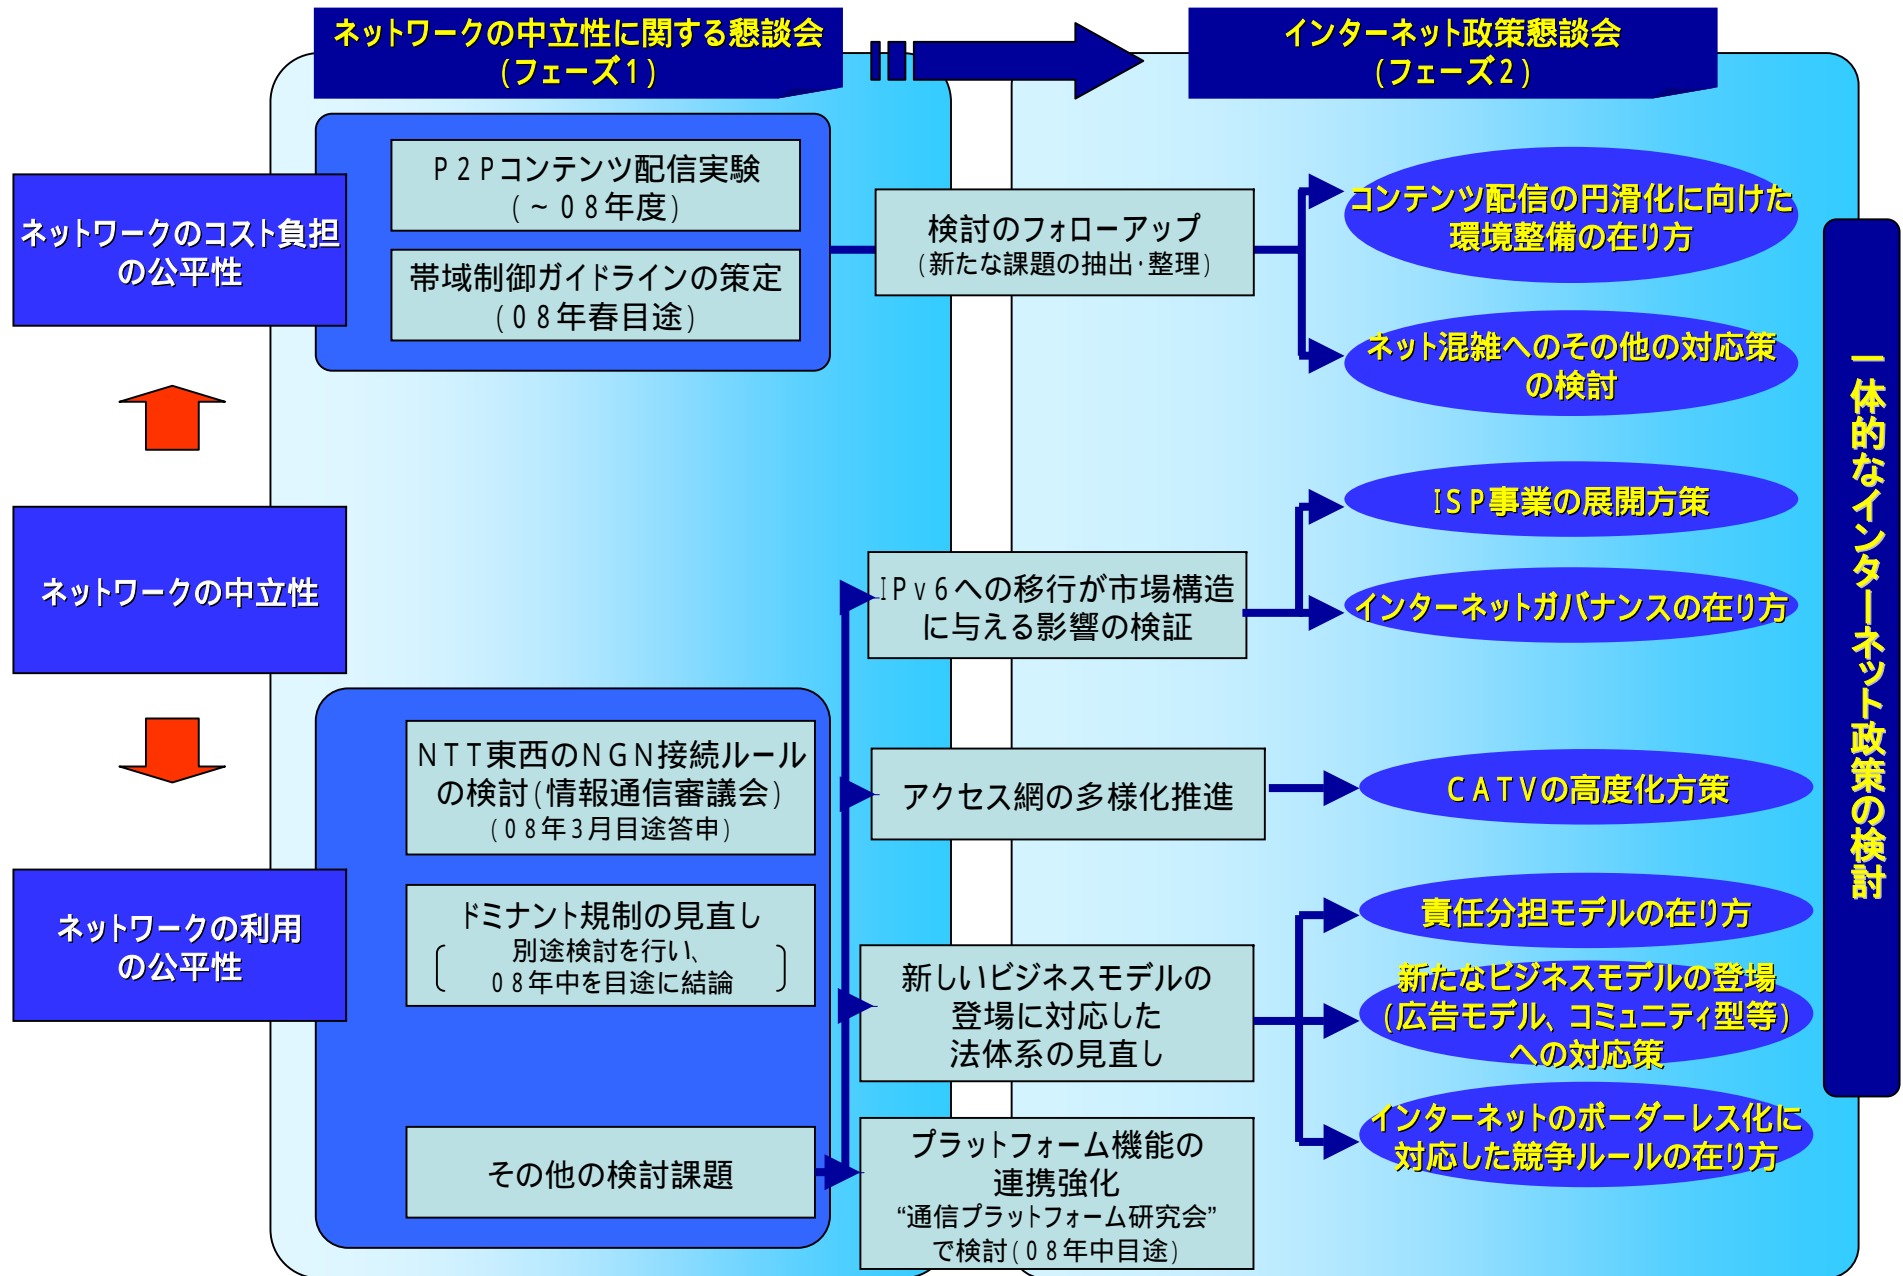 ネットワークの中立性に関する懇談会
(フェーズ1)
インターネット政策懇談会
(フェーズ2)
ネットワークのコスト負担
の公平性
P2Pコンテンツ配信実験
(~08年度)
帯域制御ガイドラインの策定
(08年春目途)
検討のフォローアップ
(新たな課題の抽出・整理)
コンテンツ配信の円滑化に向けた
環境整備の在り方
ネット混雑へのその他の対応策
の検討
ネットワークの中立性
IPv6への移行が市場構造
に与える影響の検証
ISP事業の展開方策
インターネットガバナンスの在り方
ネットワークの利用
の公平性
NTT東西のNGN接続ルール
の検討(情報通信審議会)
(08年3月目途答申)
ドミナント規制の見直し
別途検討を行い、
08年中を目途に結論
その他の検討課題
アクセス網の多様化推進
CATVの高度化方策
新しいビジネスモデルの
登場に対応した
法体系の見直し
責任分担モデルの在り方
新たなビジネスモデルの登場
(広告モデル、コミュニティ型等)
への対応策
インターネットのボーダーレス化に
対応した競争ルールの在り方
プラットフォーム機能の
連携強化
“通信プラットフォーム研究会”
で検討(08年中目途)
一体的なインターネット政策の検討